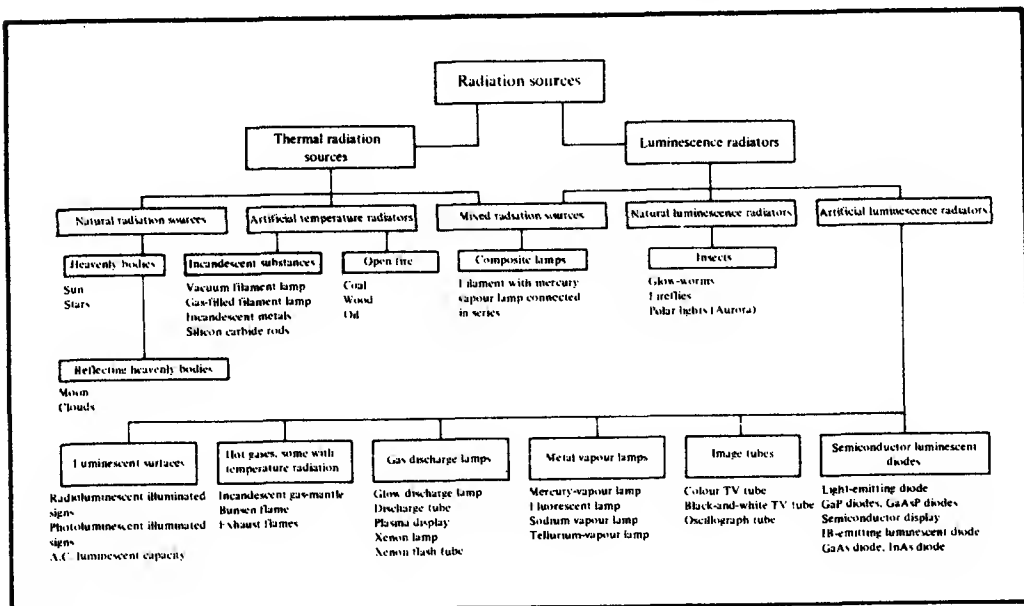 Radiation sources
Thermal radiation
sources
Luminescence radiators
Natural radiation sources
Artificial temperature radiators
Mixed radiation sources
Natural luminescence radiators
Artificial luminescence radiators
Heavenly bodies
Sun
Stars
Incandescent substances
Vacuum filament lamp
Gas-filled filament lamp
Incandescent metals
Silicon carbide rods
Open fire
Coal
Wood
Oil
Composite lamps
Filament with mercury
vapour lamp connected
in series
Insects
Glow-worms
Fireflies
Polar lights (Aurora)
Reflecting heavenly bodies
Moon
Clouds
Luminescent surfaces
Radioluminescent illuminated
signs
Photoluminescent illuminated
signs
A.C. luminescent capacity
Hot gases, some with
temperature radiation
Incandescent gas-mantle
Bunsen flame
Exhaust flames
Gas discharge lamps
Glow discharge lamp
Discharge tube
Plasma display
Xenon lamp
Xenon flash tube
Metal vapour lamps
Mercury-vapour lamp
Fluorescent lamp
Sodium vapour lamp
Tellurium-vapour lamp
Image tubes
Colour TV tube
Black-and-white TV tube
Oscillograph tube
Semiconductor luminescent
diodes
Light-emitting diode
GaP diodes, GaAsP diodes
Semiconductor display
IR-emitting luminescent diode
GaAs diode, InAs diode